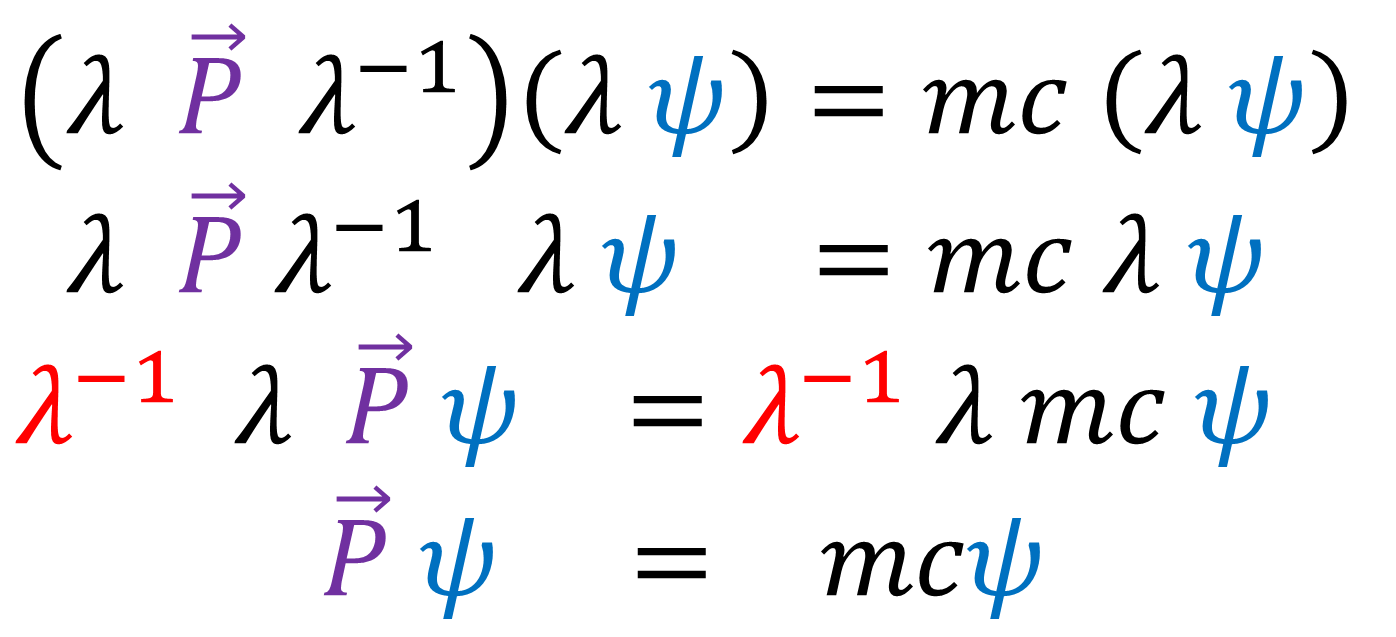 (λ P⃗ λ⁻¹)(λ ψ) = mc (λ ψ)
λ P⃗ λ⁻¹ λ ψ = mc λ ψ
λ⁻¹ λ P⃗ ψ = λ⁻¹ λ mc ψ
P⃗ ψ = mcψ